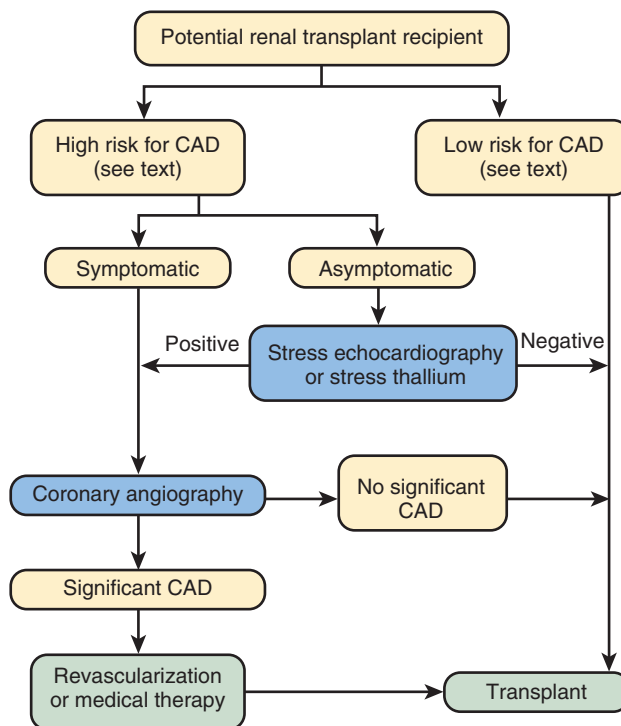 Potential renal transplant recipient
High risk for CAD
(see text)
Low risk for CAD
(see text)
Symptomatic
Asymptomatic
Positive
Stress echocardiography
or stress thallium
Negative
Coronary angiography
No significant
CAD
Significant CAD
Revascularization
or medical therapy
Transplant